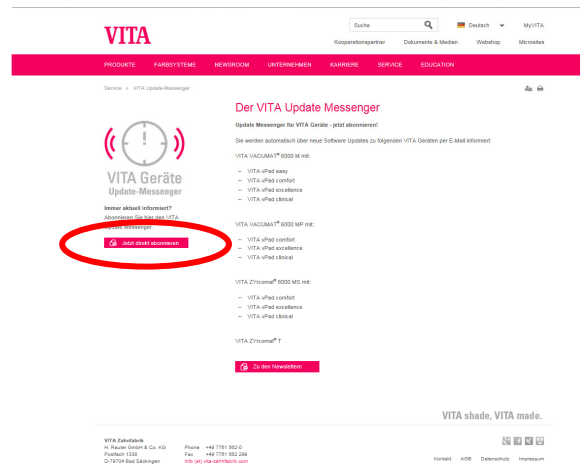 VITA
Suche
Deutsch
MyVITA
Kooperationspartner Dokumente & Medien Webshop Microsites
PRODUKTE FARBSYSTEME NEWSROOM UNTERNEHMEN KARRIERE SERVICE EDUCATION
Service > VITA Update-Messenger
VITA Geräte
Update-Messenger
Immer aktuell informiert?
Abonnieren Sie hier den VITA
Update Messenger.
Jetzt direkt abonnieren
Der VITA Update Messenger
Update Messenger für VITA Geräte - jetzt abonnieren!
Sie werden automatisch über neue Software Updates zu folgenden VITA Geräten per E-Mail informiert:
VITA VACUMAT® 6000 M mit:
– VITA vPad easy
– VITA vPad comfort
– VITA vPad excellence
– VITA vPad clinical
VITA VACUMAT® 6000 MP mit:
– VITA vPad comfort
– VITA vPad excellence
– VITA vPad clinical
VITA ZYrcomat® 6000 MS mit:
– VITA vPad comfort
– VITA vPad excellence
– VITA vPad clinical
VITA ZYrcomat® T
Zu den Newslettern
VITA shade, VITA made.
VITA Zahnfabrik
H. Rauter GmbH & Co. KG
Postfach 1338
D-79704 Bad Säckingen
Phone +49 7761 562-0
Fax +49 7761 562 299
info (at) vita-zahnfabrik.com
Kontakt AGB Datenschutz Impressum